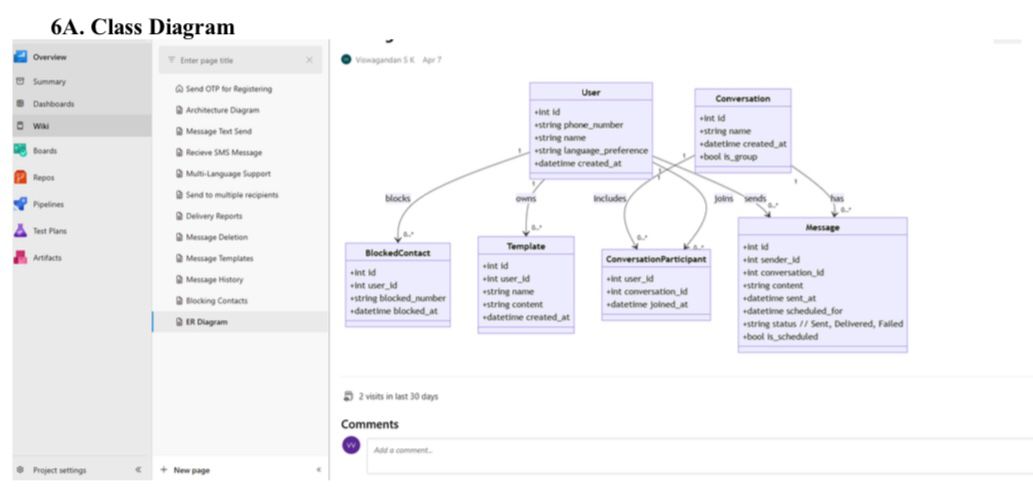 6A. Class Diagram
Overview
Summary
Dashboards
Wiki
Boards
Repos
Pipelines
Test Plans
Artifacts
Project settings
Enter page title
Send OTP for Registering
Architecture Diagram
Message Text Send
Recieve SMS Message
Multi-Language Support
Send to multiple recipients
Delivery Reports
Message Deletion
Message Templates
Message History
Blocking Contacts
ER Diagram
+ New page
Viswagandan S K Apr 7
User
+int id
+string phone_number
+string name
+string language_preference
+datetime created_at
Conversation
+int id
+string name
+datetime created_at
+bool is_group
1
1
1
1
1
blocks
owns
includes
joins
sends
has
0..*
0..*
0..*
0..*
0..*
0..*
BlockedContact
+int id
+int user_id
+string blocked_number
+datetime blocked_at
Template
+int id
+int user_id
+string name
+string content
+datetime created_at
ConversationParticipant
+int user_id
+int conversation_id
+datetime joined_at
Message
+int id
+int sender_id
+int conversation_id
+string content
+datetime sent_at
+datetime scheduled_for
+string status // Sent, Delivered, Failed
+bool is_scheduled
2 visits in last 30 days
Comments
VV
Add a comment...